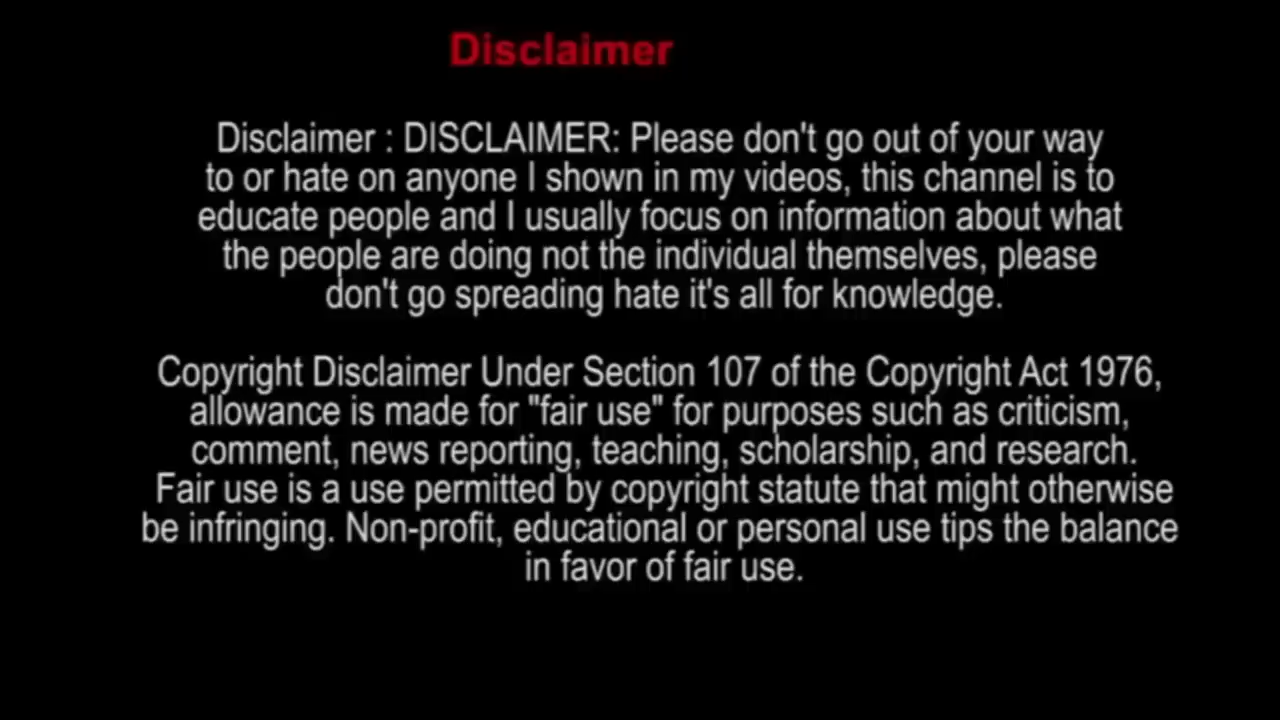 Disclaimer
Disclaimer : DISCLAIMER: Please don't go out of your way
to or hate on anyone I shown in my videos, this channel is to
educate people and I usually focus on information about what
the people are doing not the individual themselves, please
don't go spreading hate it's all for knowledge.
Copyright Disclaimer Under Section 107 of the Copyright Act 1976,
allowance is made for "fair use" for purposes such as criticism,
comment, news reporting, teaching, scholarship, and research.
Fair use is a use permitted by copyright statute that might otherwise
be infringing. Non-profit, educational or personal use tips the balance
in favor of fair use.